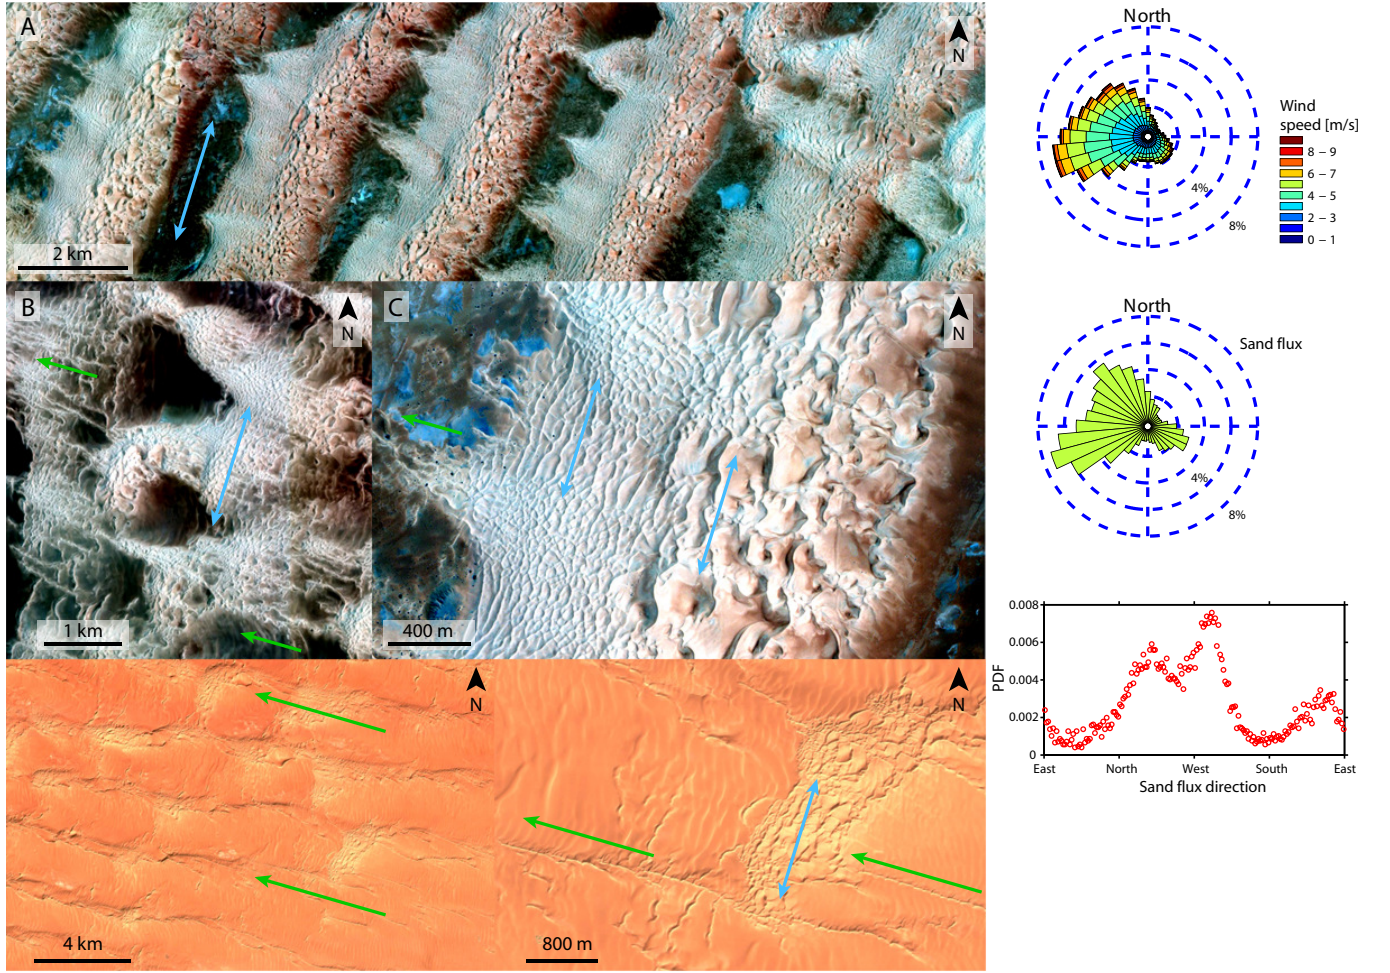 A
N
2 km
B
N
1 km
C
N
400 m
N
4 km
N
800 m
North
4%
8%
Wind
speed [m/s]
8 – 9
6 – 7
4 – 5
2 – 3
0 – 1
North
Sand flux
4%
8%
0.008
0.006
0.004
0.002
0
PDF
East
North
West
South
East
Sand flux direction